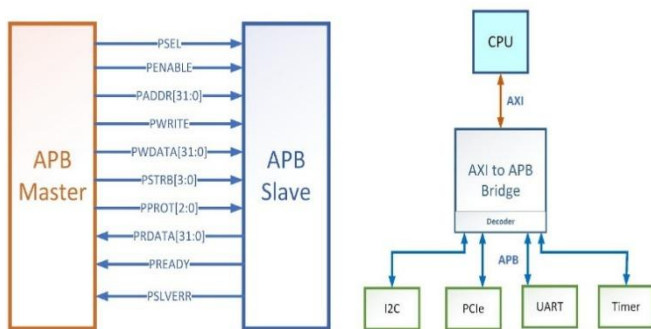 APB
Master
PSEL
PENABLE
PADDR[31:0]
PWRITE
PWDATA[31:0]
PSTRB[3:0]
PPROT[2:0]
PRDATA[31:0]
PREADY
PSLVERR
APB
Slave
CPU
AXI
AXI to APB
Bridge
Decoder
APB
I2C
PCIe
UART
Timer